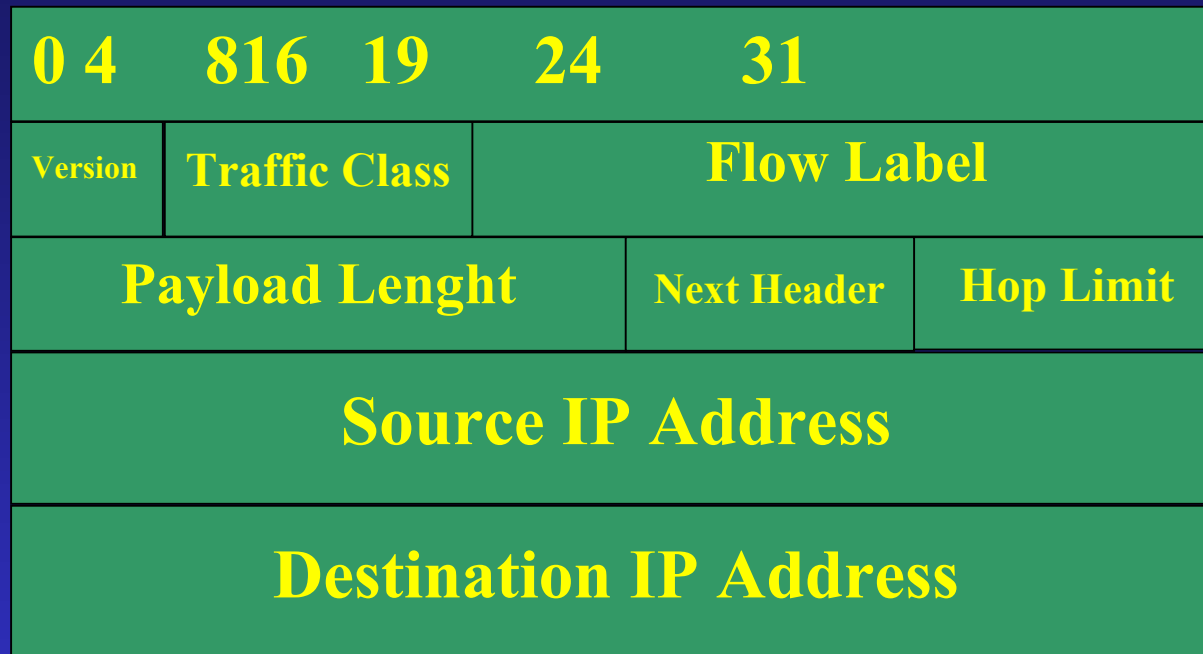 0 4 816 19 24 31
Version Traffic Class Flow Label
Payload Lenght Next Header Hop Limit
Source IP Address
Destination IP Address